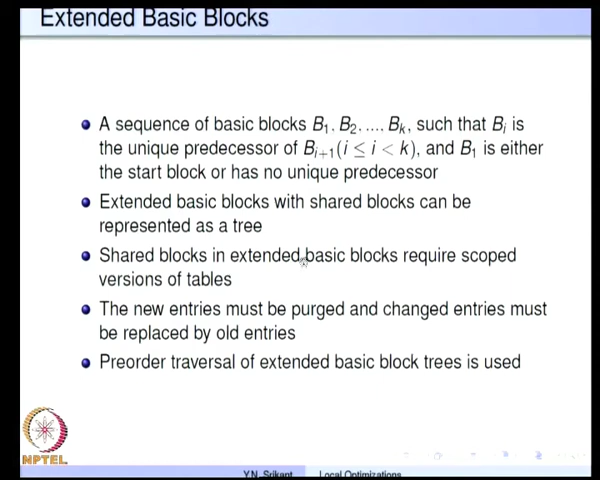 Extended Basic Blocks
A sequence of basic blocks B₁, B₂, ..., Bₖ, such that Bᵢ is
the unique predecessor of Bᵢ₊₁(i ≤ i < k), and B₁ is either
the start block or has no unique predecessor
Extended basic blocks with shared blocks can be
represented as a tree
Shared blocks in extended basic blocks require scoped
versions of tables
The new entries must be purged and changed entries must
be replaced by old entries
Preorder traversal of extended basic block trees is used
NPTEL
Y.N. Srikant Local Optimizations